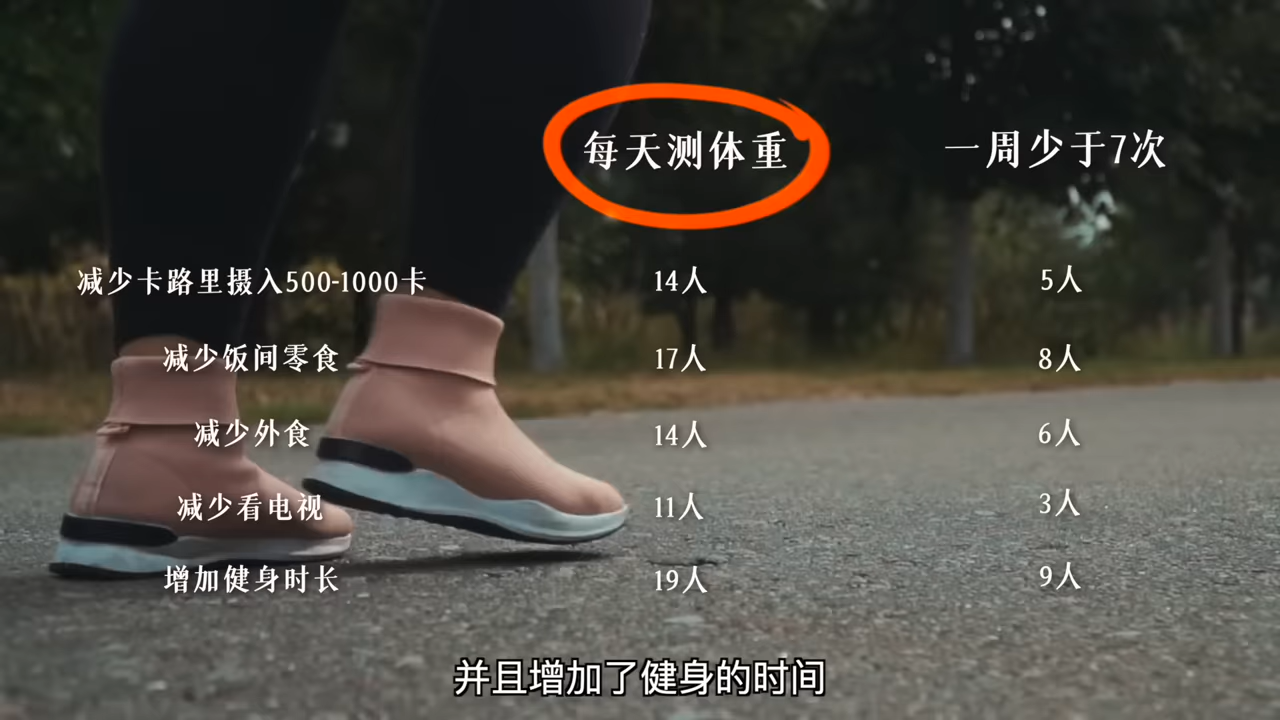 每天测体重 一周少于7次
减少卡路里摄入500-1000卡 14人 5人
减少饭间零食 17人 8人
减少外食 14人 6人
减少看电视 11人 3人
增加健身时长 19人 9人
并且增加了健身的时间